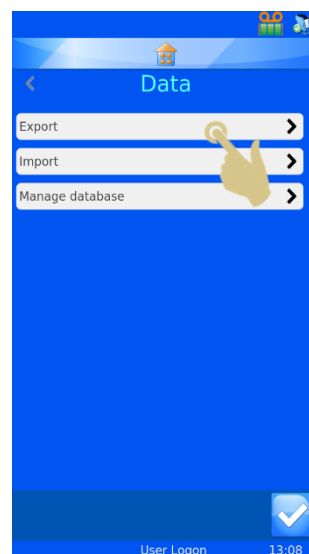 Data
Export
Import
Manage database
User Logon 13:08